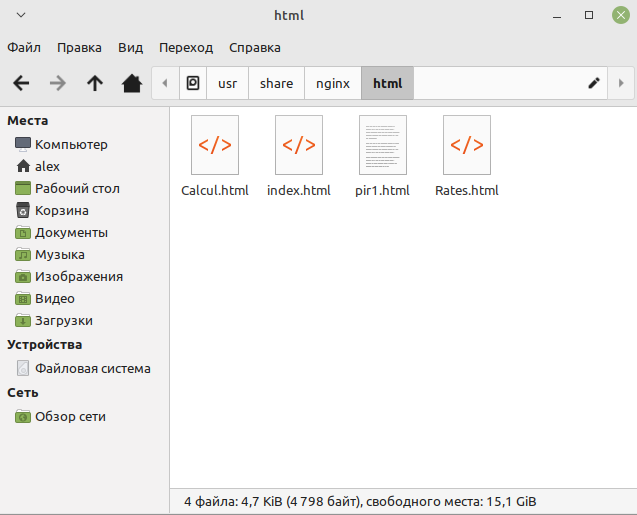 html
Файл Правка Вид Переход Справка
usr share nginx html
Места
Компьютер
alex
Рабочий стол
Корзина
Документы
Музыка
Изображения
Видео
Загрузки
Устройства
Файловая система
Сеть
Обзор сети
Calcul.html index.html pir1.html Rates.html
4 файла: 4,7 KiB (4 798 байт), свободного места: 15,1 GiB